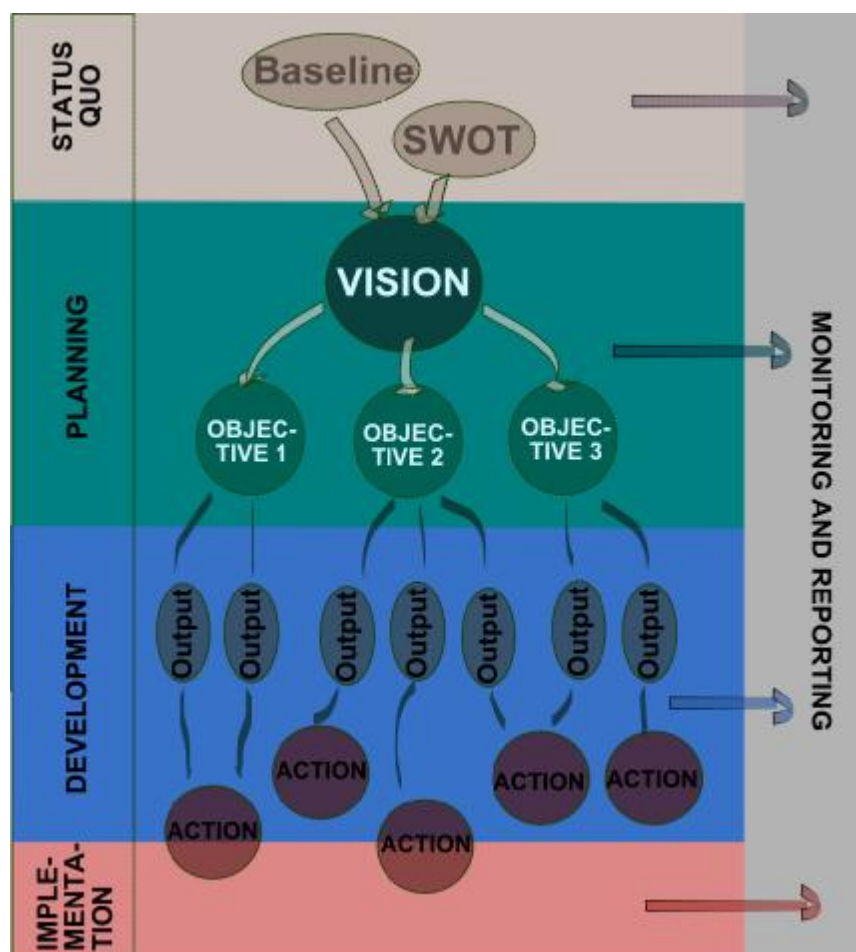 STATUS
QUO
Baseline
SWOT
PLANNING
VISION
OBJEC-
TIVE 1
OBJEC-
TIVE 2
OBJEC-
TIVE 3
MONITORING AND REPORTING
DEVELOPMENT
Output
Output
Output
Output
Output
Output
Output
ACTION
ACTION
ACTION
ACTION
ACTION
IMPLE-
MENTA-
TION